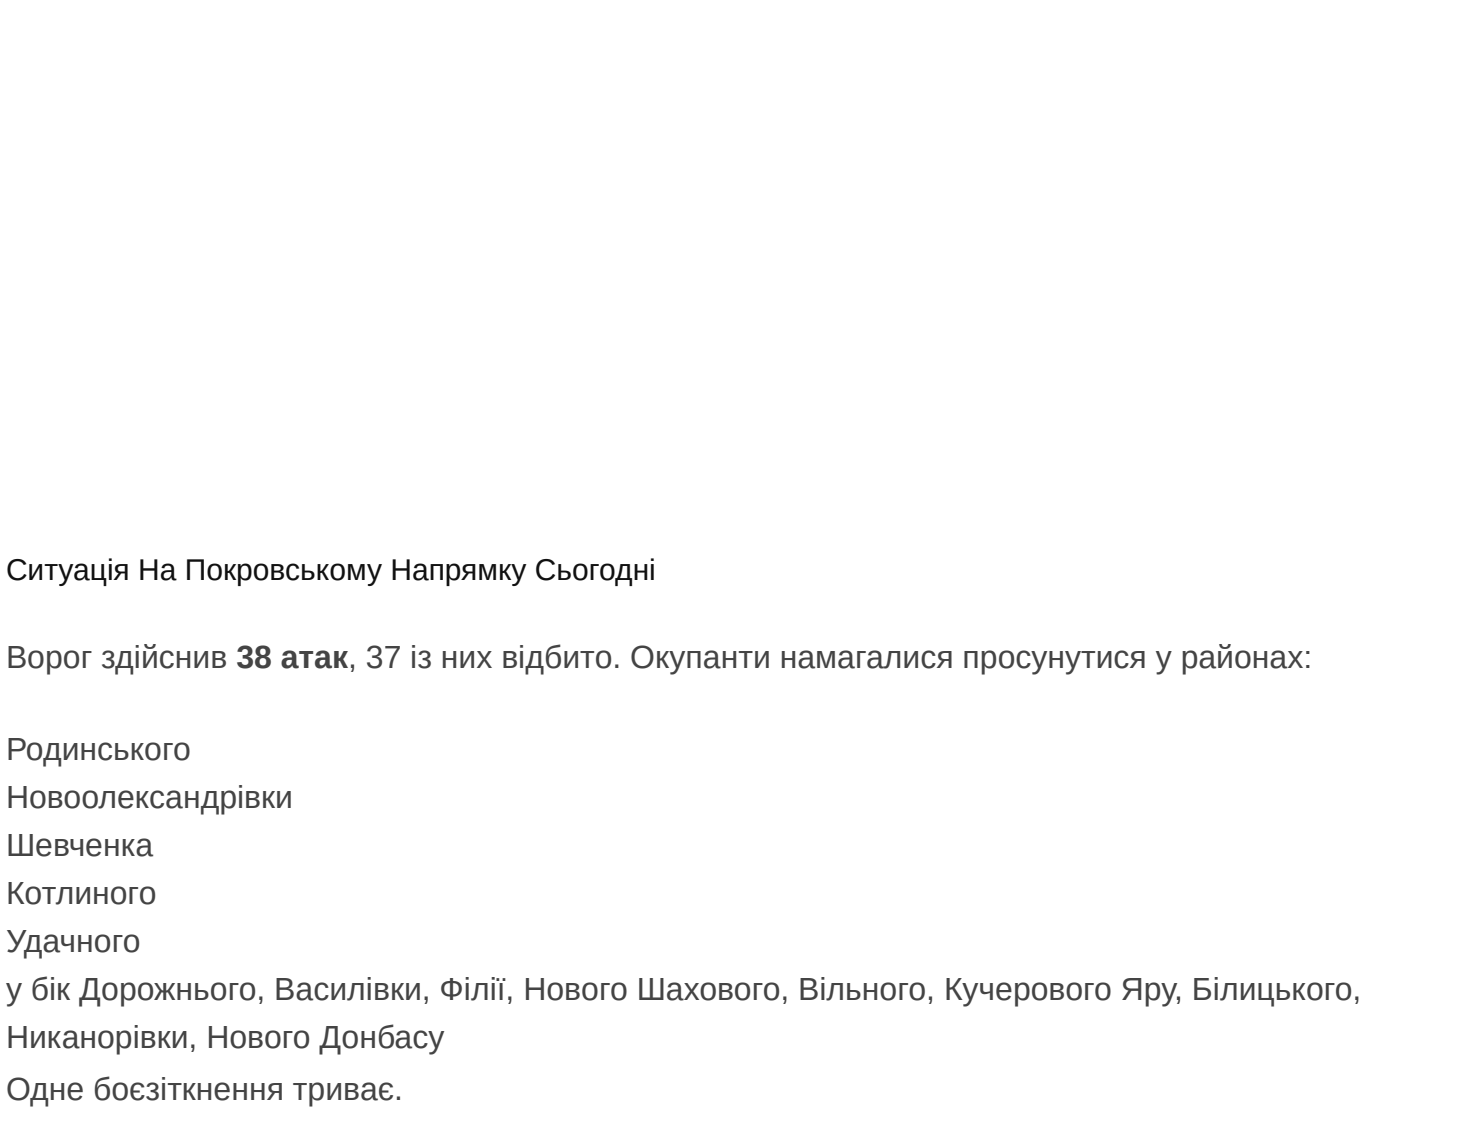 Ситуація На Покровському Напрямку Сьогодні
Ворог здійснив 38 атак, 37 із них відбито. Окупанти намагалися просунутися у районах:
Родинського
Новоолександрівки
Шевченка
Котлиного
Удачного
у бік Дорожнього, Василівки, Філії, Нового Шахового, Вільного, Кучерового Яру, Білицького,
Никанорівки, Нового Донбасу
Одне боєзіткнення триває.